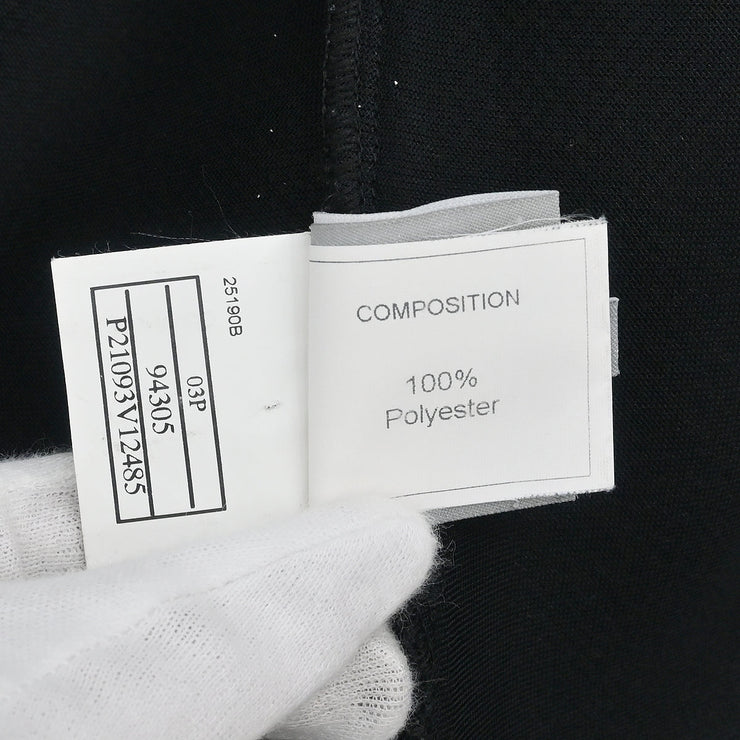 25190B
03P
94305
P21093V12485
COMPOSITION
100%
Polyester